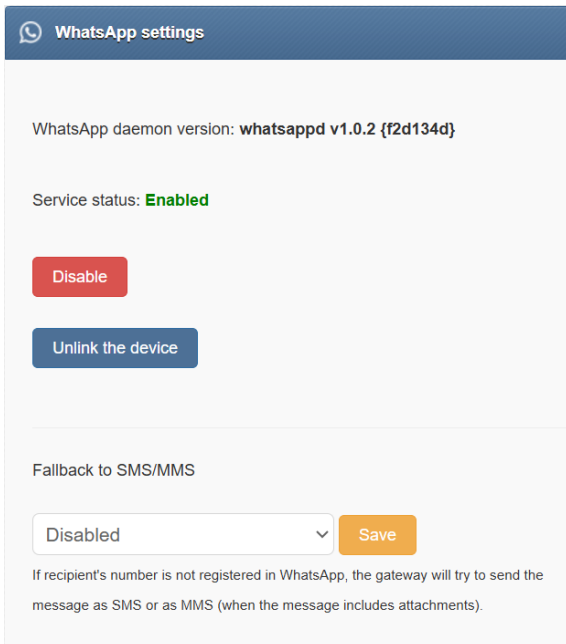 WhatsApp settings
WhatsApp daemon version: whatsappd v1.0.2 {f2d134d}
Service status: Enabled
Disable
Unlink the device
Fallback to SMS/MMS
Disabled
Save
If recipient's number is not registered in WhatsApp, the gateway will try to send the
message as SMS or as MMS (when the message includes attachments).